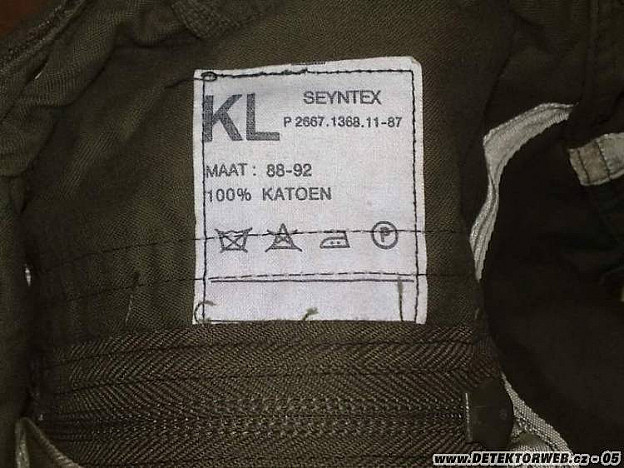 KL
SEYNTEX
P 2667.1368.11-87
MAAT : 88-92
100% KATOEN
P
www.DETEKTORWEB.cz - 05